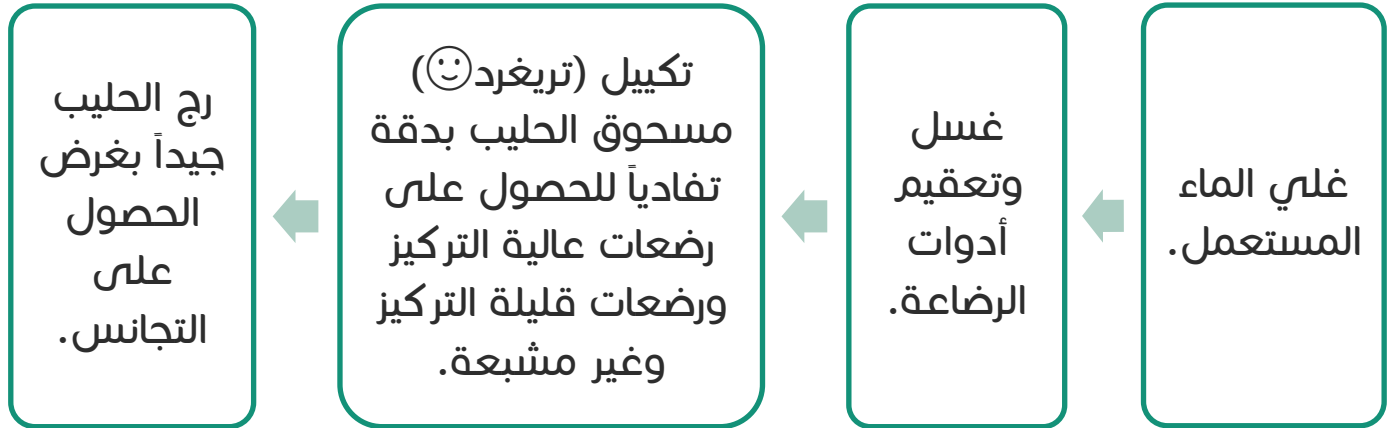 غلي الماء
المستعمل.
غسل
وتعقيم
أدوات
الرضاعة.
تكييل (تريغرد☺)
مسحوق الحليب بدقة
تفادياً للحصول على
رضعات عالية التركيز
ورضعات قليلة التركيز
وغير مشبعة.
رج الحليب
جيداً بغرض
الحصول
على
التجانس.